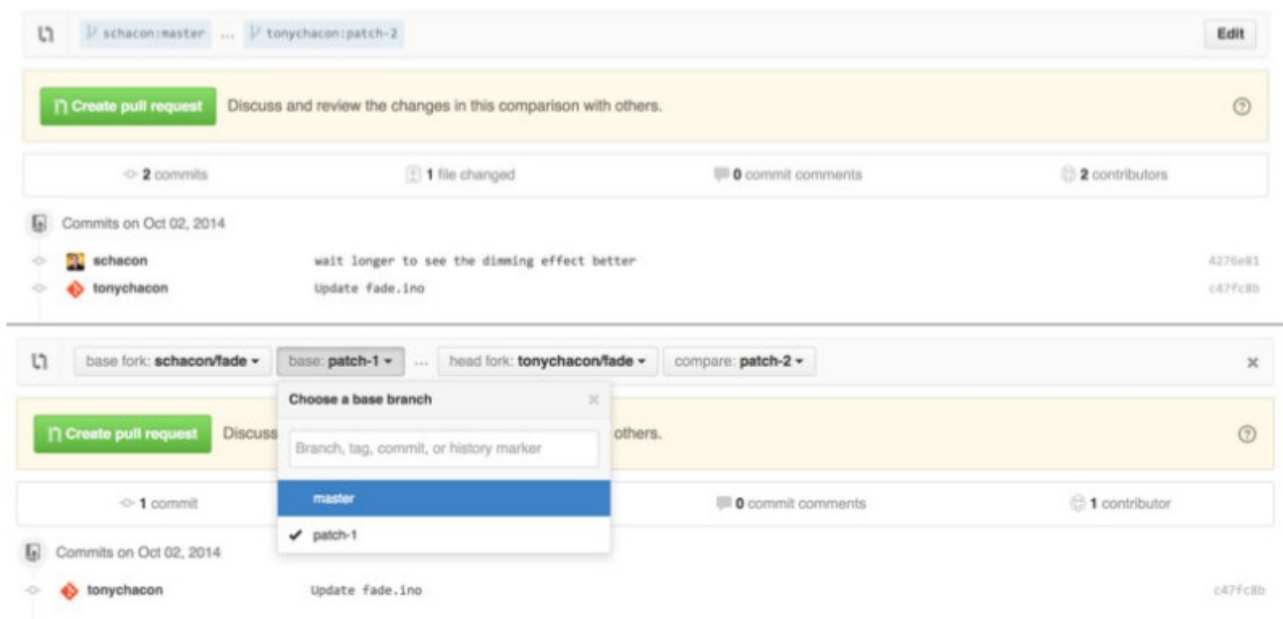 schacon:master ... tonychacon:patch-2 Edit
Create pull request Discuss and review the changes in this comparison with others.
2 commits 1 file changed 0 commit comments 2 contributors
Commits on Oct 02, 2014
schacon wait longer to see the dimming effect better 4276e81
tonychacon Update fade.ino c47fc8b
base fork: schacon/fade base: patch-1 ... head fork: tonychacon/fade compare: patch-2
Choose a base branch
Create pull request Discuss others.
Branch, tag, commit, or history marker
1 commit master 0 commit comments 1 contributor
patch-1
Commits on Oct 02, 2014
tonychacon Update fade.ino c47fc8b